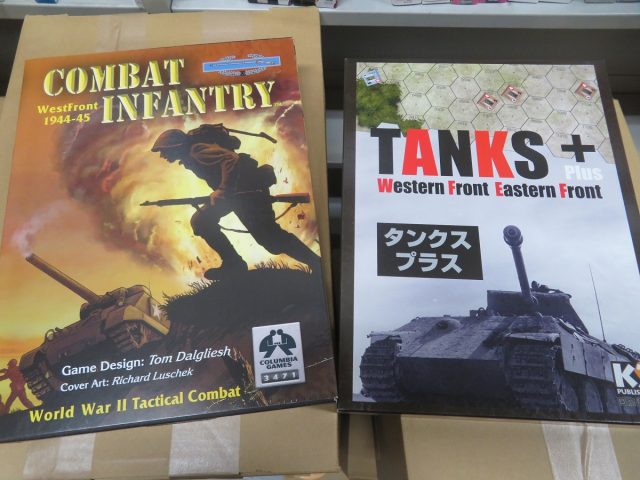 COMBAT
INFANTRY
WestFront
1944-45
Game Design: Tom Dalgliesh
Cover Art: Richard Luschek
COLUMBIA
GAMES
3471
World War II Tactical Combat
TANKS +
Plus
Western Front Eastern Front
タンクス
プラス